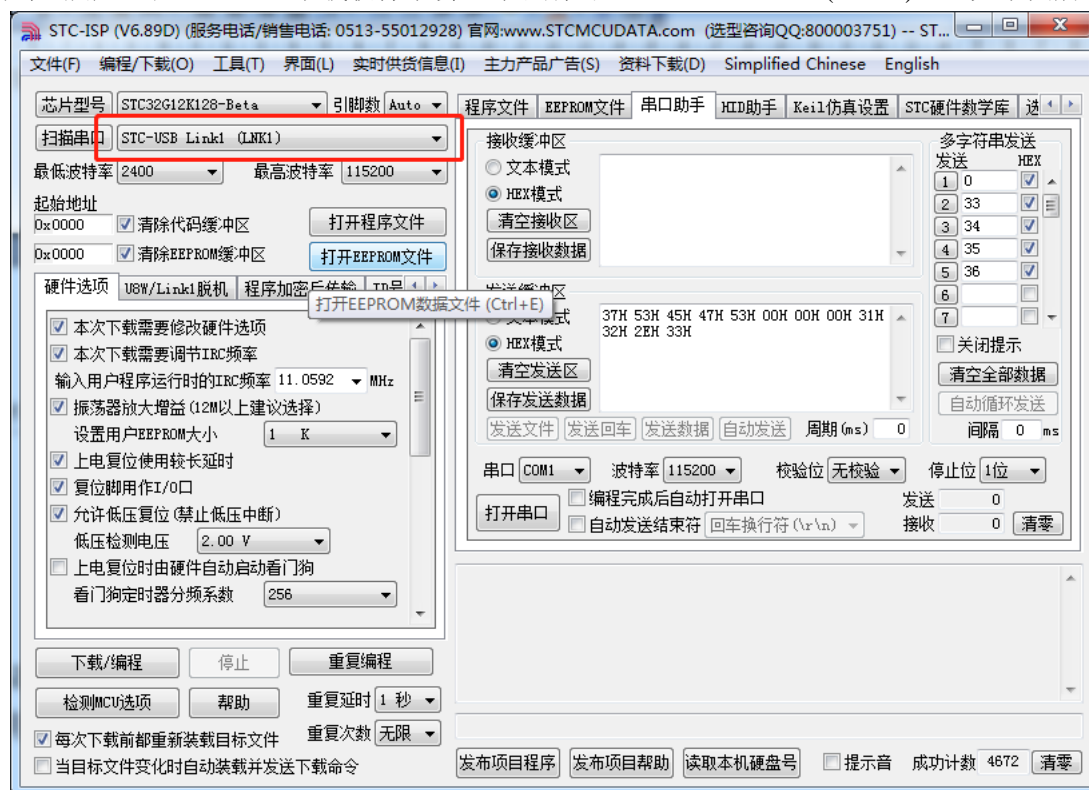 STC-ISP (V6.89D) (服务电话/销售电话: 0513-55012928) 官网:www.STCMCUDATA.com (选型咨询QQ:800003751) -- ST...
文件(F) 编程/下载(O) 工具(T) 界面(L) 实时供货信息(I) 主力产品广告(S) 资料下载(D) Simplified Chinese English
芯片型号 STC32G12K128-Beta 引脚数 Auto
扫描串口 STC-USB Link1 (LNK1)
最低波特率 2400 最高波特率 115200
起始地址
0x0000 清除代码缓冲区 打开程序文件
0x0000 清除EEPROM缓冲区 打开EEPROM文件
硬件选项 U8W/Link1脱机 程序加密后传输 ID号
打开EEPROM数据文件 (Ctrl+E)
本次下载需要修改硬件选项
本次下载需要调节IRC频率
输入用户程序运行时的IRC频率 11.0592 MHz
振荡器放大增益(12M以上建议选择)
设置用户EEPROM大小 1 K
上电复位使用较长延时
复位脚用作I/O口
允许低压复位(禁止低压中断)
低压检测电压 2.00 V
上电复位时由硬件自动启动看门狗
看门狗定时器分频系数 256
下载/编程 停止 重复编程
检测MCU选项 帮助 重复延时 1 秒
每次下载前都重新装载目标文件 重复次数 无限
当目标文件变化时自动装载并发送下载命令
程序文件 EEPROM文件 串口助手 HID助手 Keil仿真设置 STC硬件数学库 选
接收缓冲区
文本模式
HEX模式
清空接收区
保存接收数据
多字符串发送
发送 HEX
1 0
2 33
3 34
4 35
5 36
6
7
发送缓冲区
文本模式
HEX模式
清空发送区
保存发送数据
37H 53H 45H 47H 53H 00H 00H 00H 31H
32H 2EH 33H
关闭提示
清空全部数据
自动循环发送
发送文件 发送回车 发送数据 自动发送 周期(ms) 0 间隔 0 ms
串口 COM1 波特率 115200 校验位 无校验 停止位 1位
打开串口 编程完成后自动打开串口 发送 0
自动发送结束符 回车换行符(\r\n) 接收 0 清零
发布项目程序 发布项目帮助 读取本机硬盘号 提示音 成功计数 4672 清零